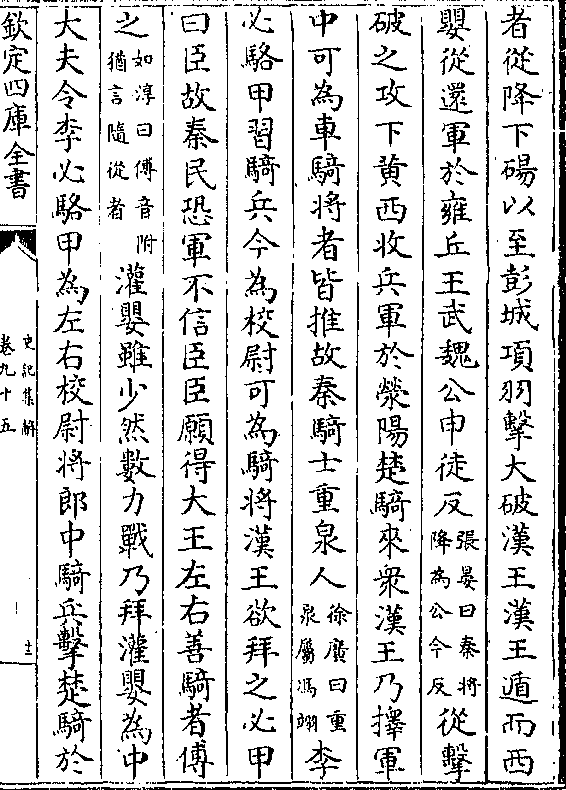 者從降下碭以至彭城項羽擊大破漢王漢王遁而西
嬰從還軍於雍丘王武魏公申徒反張晏曰秦將降為公今反從擊
破之攻下黄西收兵軍於滎陽楚騎來衆漢王乃擇軍
中可為車騎将者皆推故秦騎士重泉人徐廣曰重泉屬馮翊李
必駱甲習騎兵今為校尉可為騎将漢王欲拜之必甲
曰臣故秦民恐軍不信臣臣願得大王左右善騎者傅
之如淳曰傅音附猶言隨從者灌嬰雖少然數力戰乃拜灌嬰為中
大夫令李必駱甲為左右校尉将郎中騎兵擊楚騎於
欽定四庫全書
史記集解
卷九十五